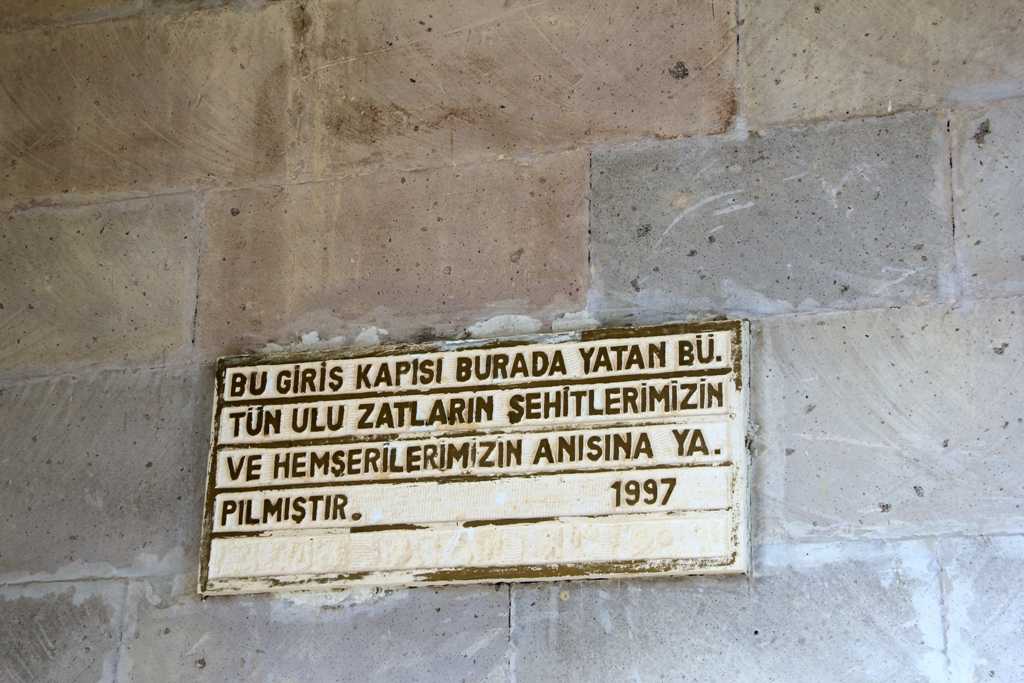 BU GİRİŞ KAPISI BURADA YATAN BÜ.
TÜN ULU ZATLARIN ŞEHİTLERİMİZİN
VE HEMŞERİLERİMİZİN ANISINA YA.
PILMIŞTIR. 1997